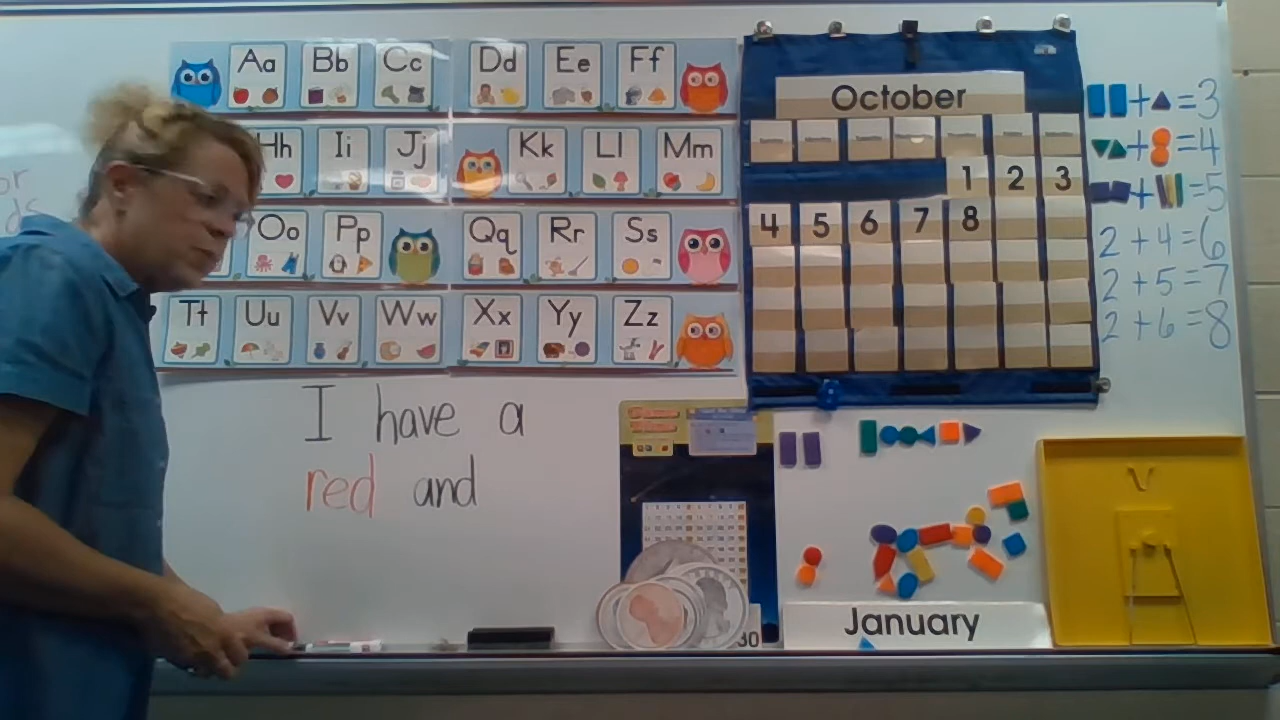 Aa Bb Cc Dd Ee Ff
Hh Ii Jj Kk Ll Mm
Oo Pp Qq Rr Ss
Tt Uu Vv Ww Xx Yy Zz
October
1 2 3
4 5 6 7 8
+ = 3
+ = 4
+ = 5
2 + 4 = 6
2 + 5 = 7
2 + 6 = 8
I have a
red and
30
January